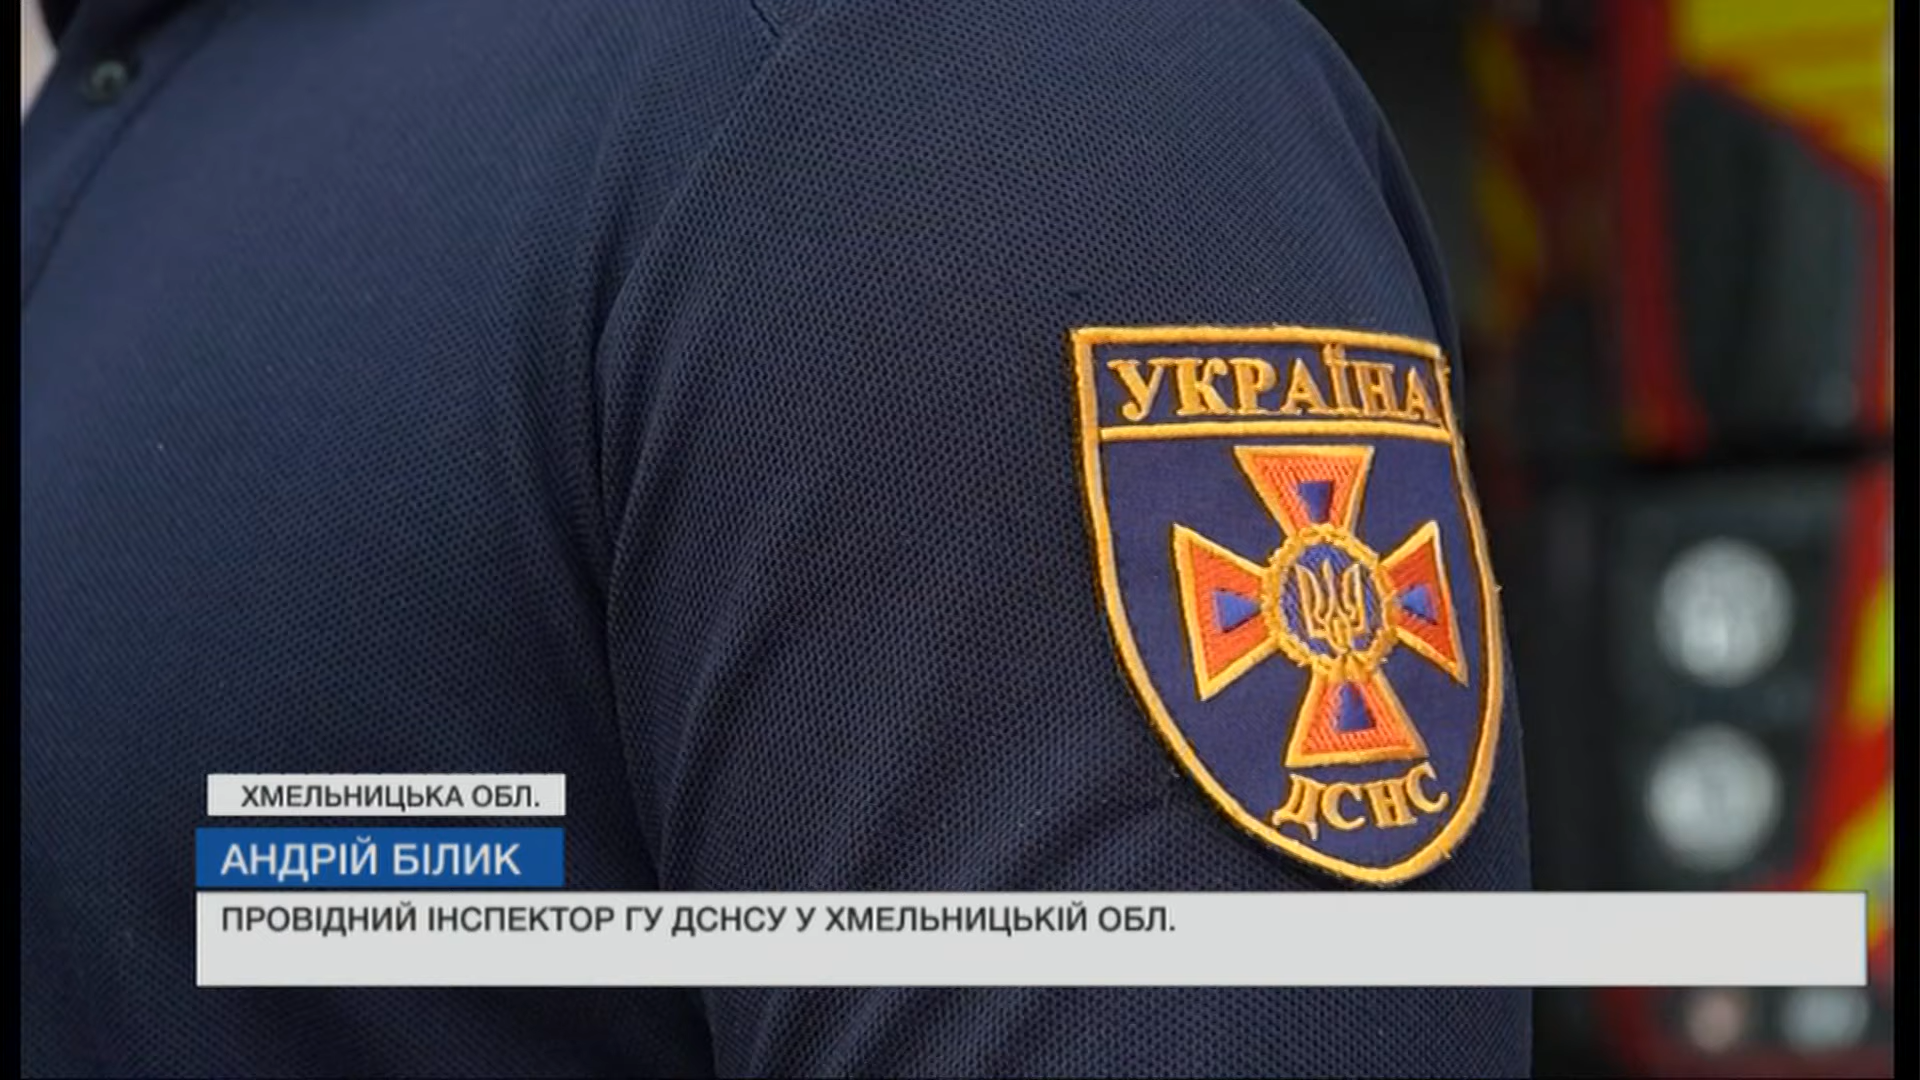 УКРАЇНА
ДСНС
ХМЕЛЬНИЦЬКА ОБЛ.
АНДРІЙ БІЛИК
ПРОВІДНИЙ ІНСПЕКТОР ГУ ДСНСУ У ХМЕЛЬНИЦЬКІЙ ОБЛ.